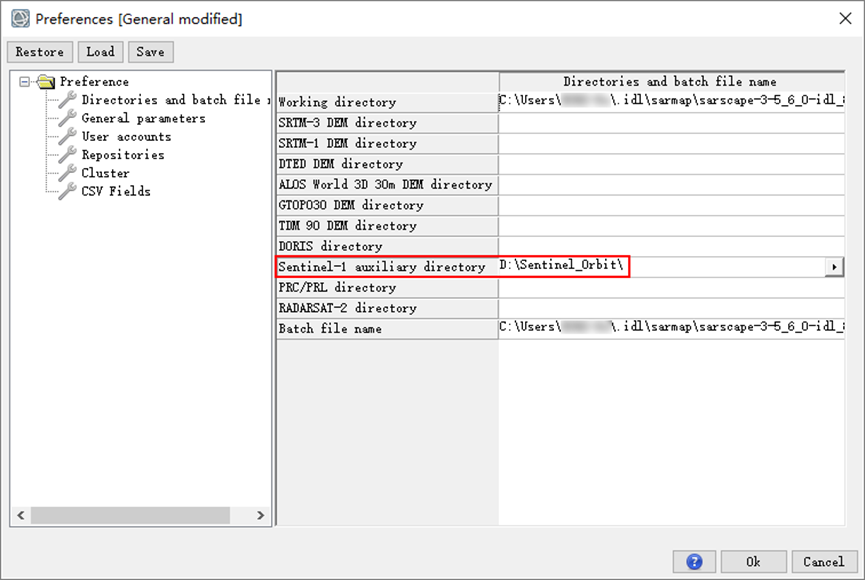 Preferences [General modified]
Restore Load Save
Preference
Directories and batch file
General parameters
User accounts
Repositories
Cluster
CSV Fields
Directories and batch file name
Working directory C:\Users\ \.idl\sarmap\sarscape-3-5_6_0-idl_
SRTM-3 DEM directory
SRTM-1 DEM directory
DTED DEM directory
ALOS World 3D 30m DEM directory
GTOPO30 DEM directory
TDM 90 DEM directory
DORIS directory
Sentinel-1 auxiliary directory D:\Sentinel_Orbit\
PRC/PRL directory
RADARSAT-2 directory
Batch file name C:\Users\ \.idl\sarmap\sarscape-3-5_6_0-idl_
? Ok Cancel